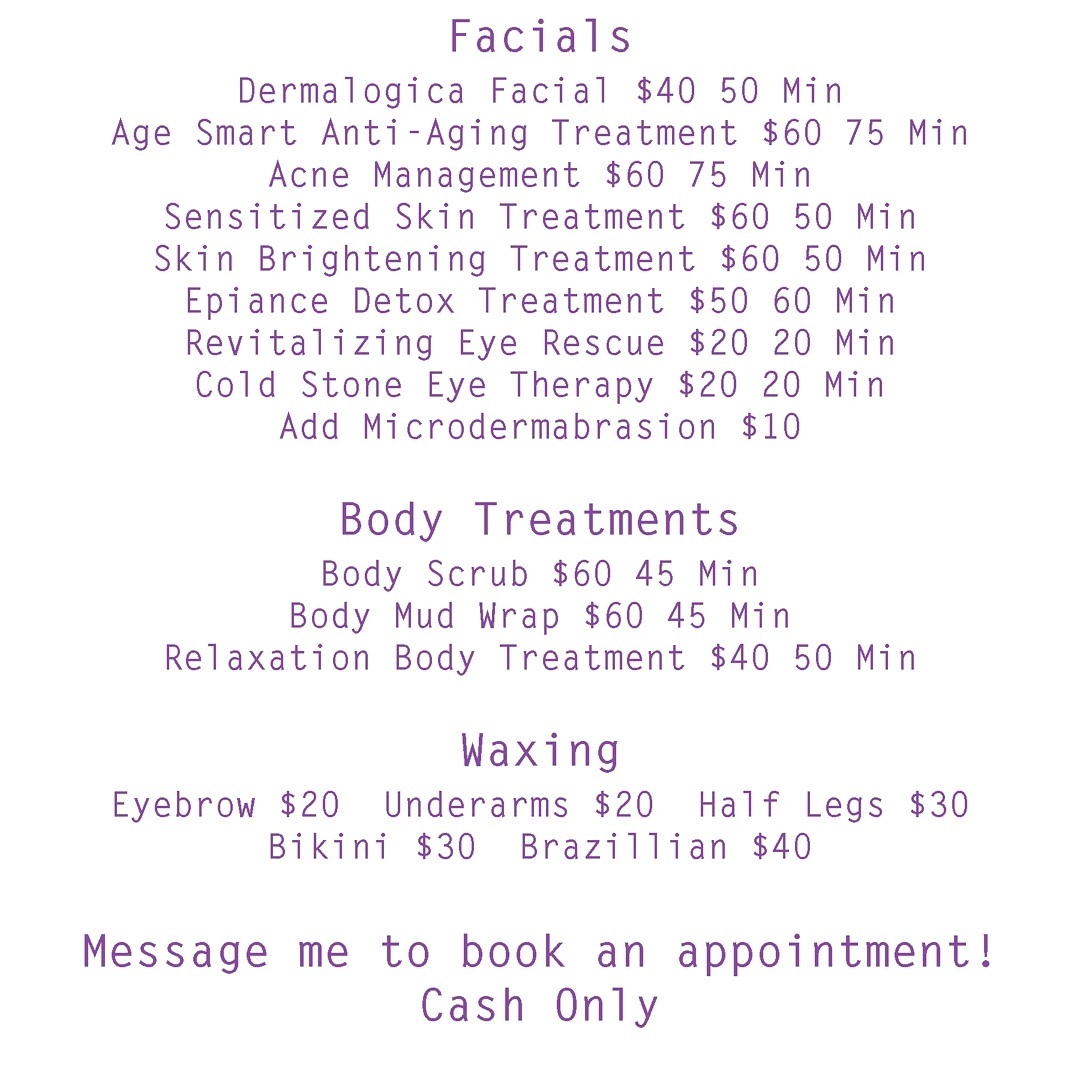 Facials
Dermalogica Facial $40 50 Min
Age Smart Anti-Aging Treatment $60 75 Min
Acne Management $60 75 Min
Sensitized Skin Treatment $60 50 Min
Skin Brightening Treatment $60 50 Min
Epiance Detox Treatment $50 60 Min
Revitalizing Eye Rescue $20 20 Min
Cold Stone Eye Therapy $20 20 Min
Add Microdermabrasion $10
Body Treatments
Body Scrub $60 45 Min
Body Mud Wrap $60 45 Min
Relaxation Body Treatment $40 50 Min
Waxing
Eyebrow $20 Underarms $20 Half Legs $30
Bikini $30 Brazillian $40
Message me to book an appointment!
Cash Only